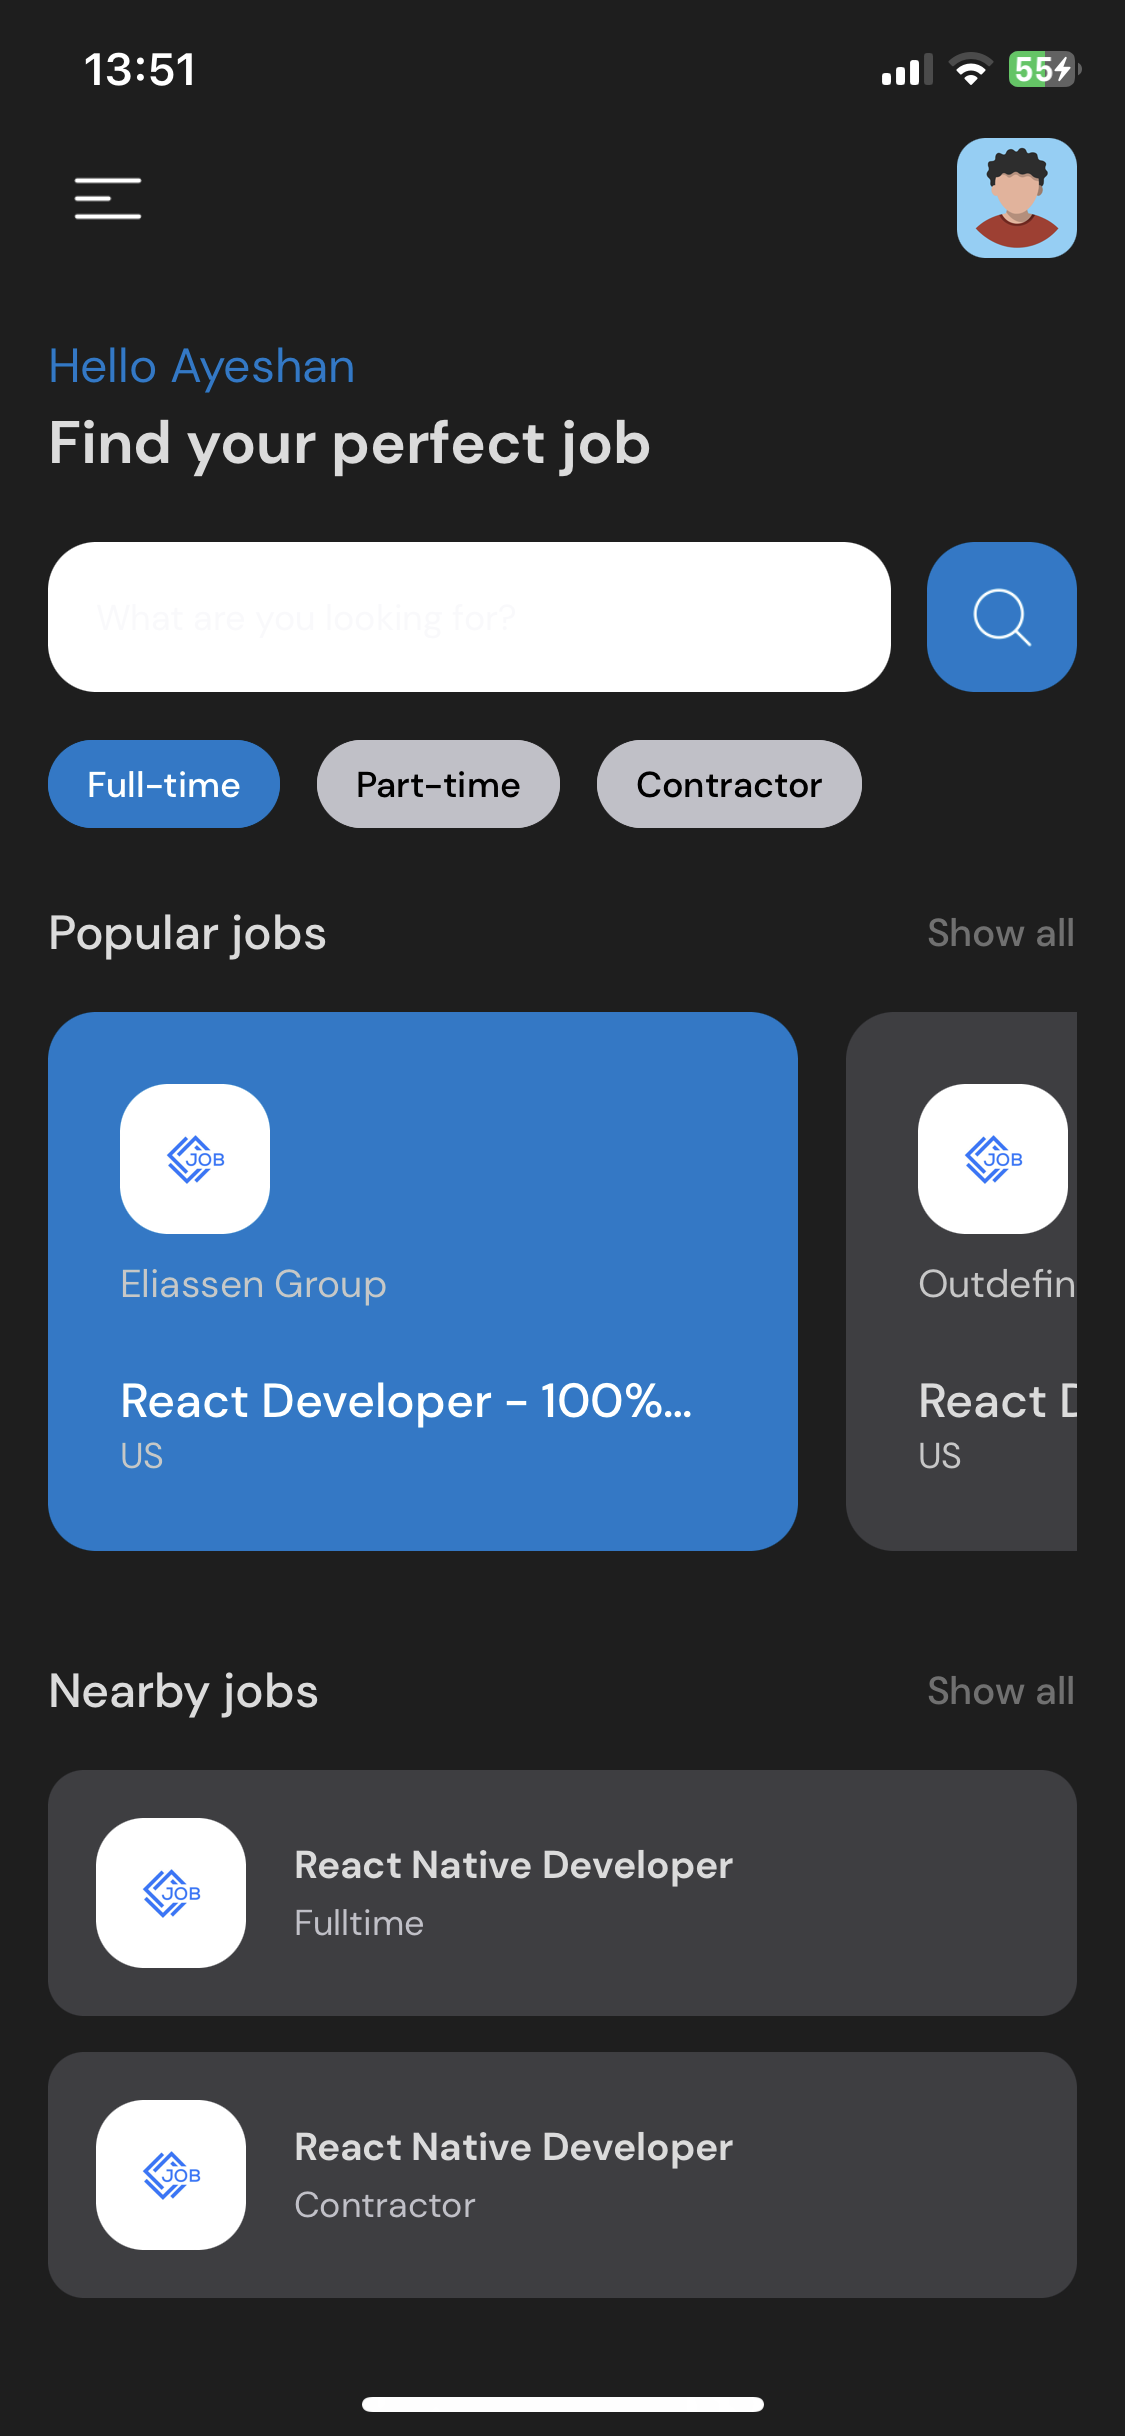 13:51
55
Hello Ayeshan
Find your perfect job
What are you looking for?
Full-time Part-time Contractor
Popular jobs Show all
JOB JOB
Eliassen Group Outdefin
React Developer - 100%... React D
US US
Nearby jobs Show all
JOB
React Native Developer
Fulltime
JOB
React Native Developer
Contractor